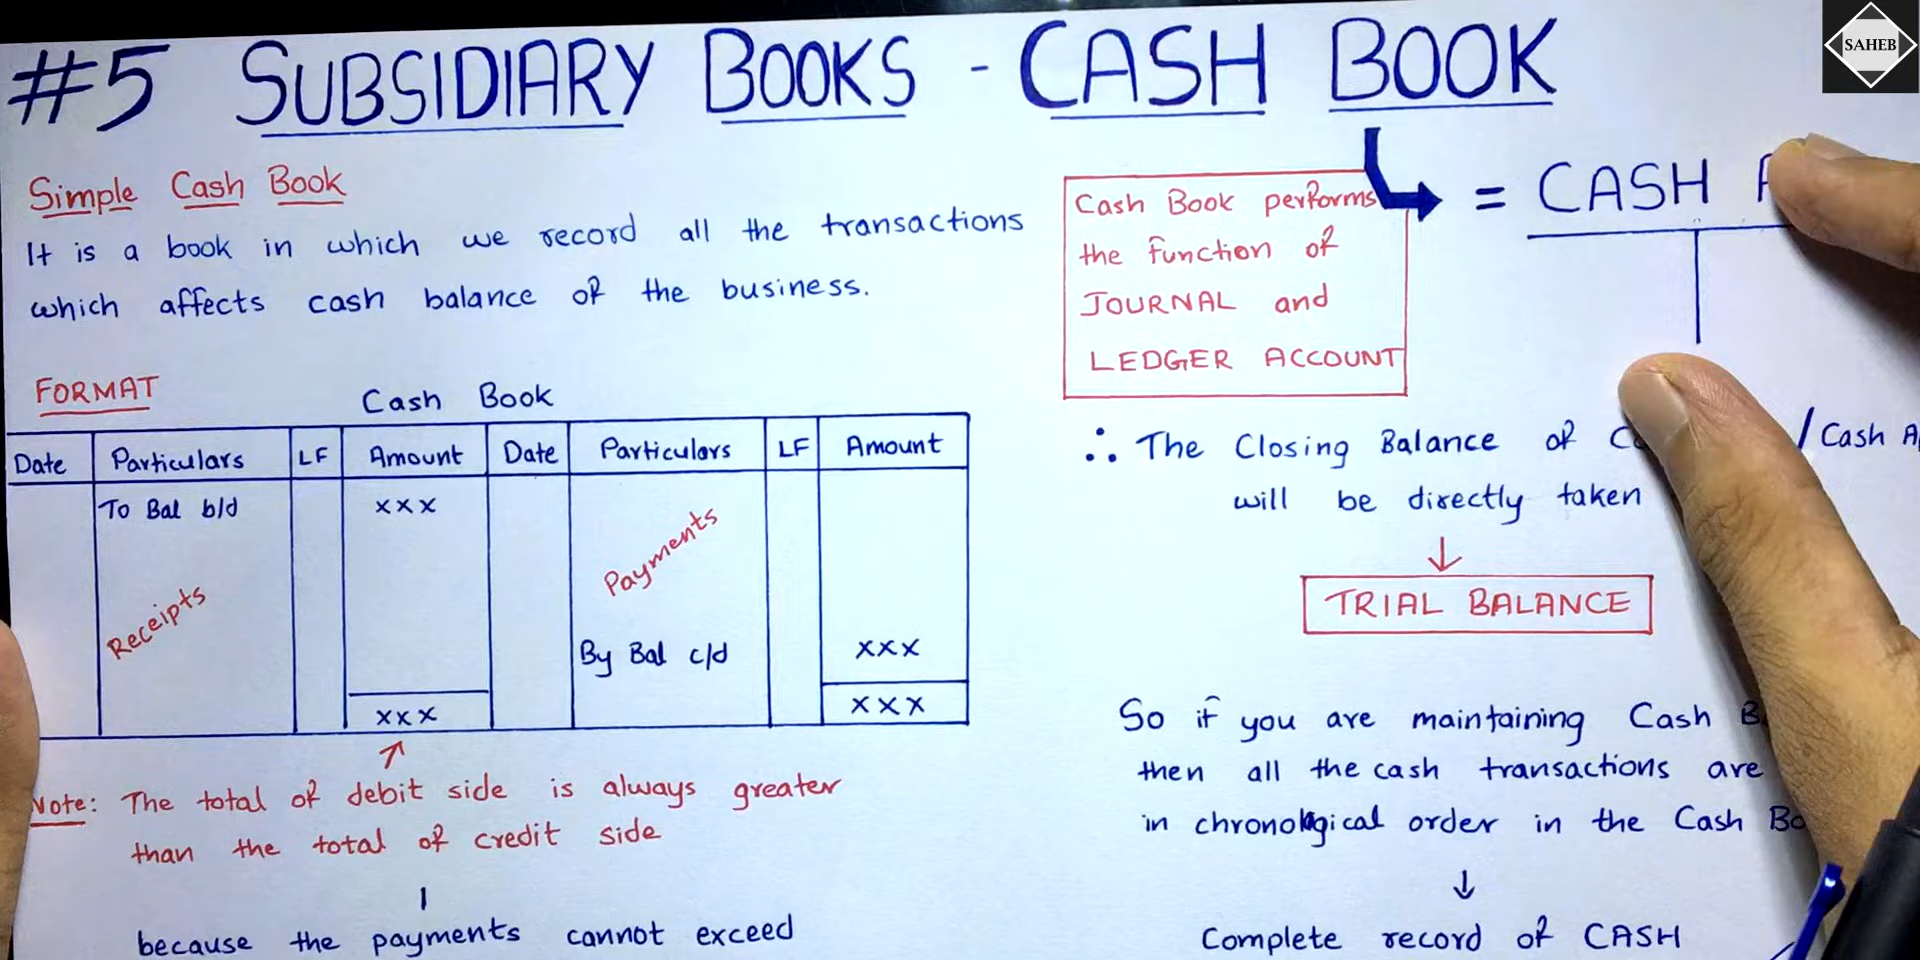 #5 SUBSIDIARY BOOKS - CASH BOOK
SAHEB
Simple Cash Book
It is a book in which we record all the transactions
which affects cash balance of the business.
FORMAT
Cash Book
Date Particulars LF Amount Date Particulars LF Amount
To Bal b/d xxx
Receipts
Payments
By Bal c/d xxx
xxx xxx
Note: The total of debit side is always greater
than the total of credit side
because the payments cannot exceed
Cash Book performs
the function of
JOURNAL and
LEDGER ACCOUNT
= CASH
∴ The Closing Balance of / Cash
will be directly taken
↓
TRIAL BALANCE
So if you are maintaining Cash
then all the cash transactions are
in chronological order in the Cash
↓
Complete record of CASH